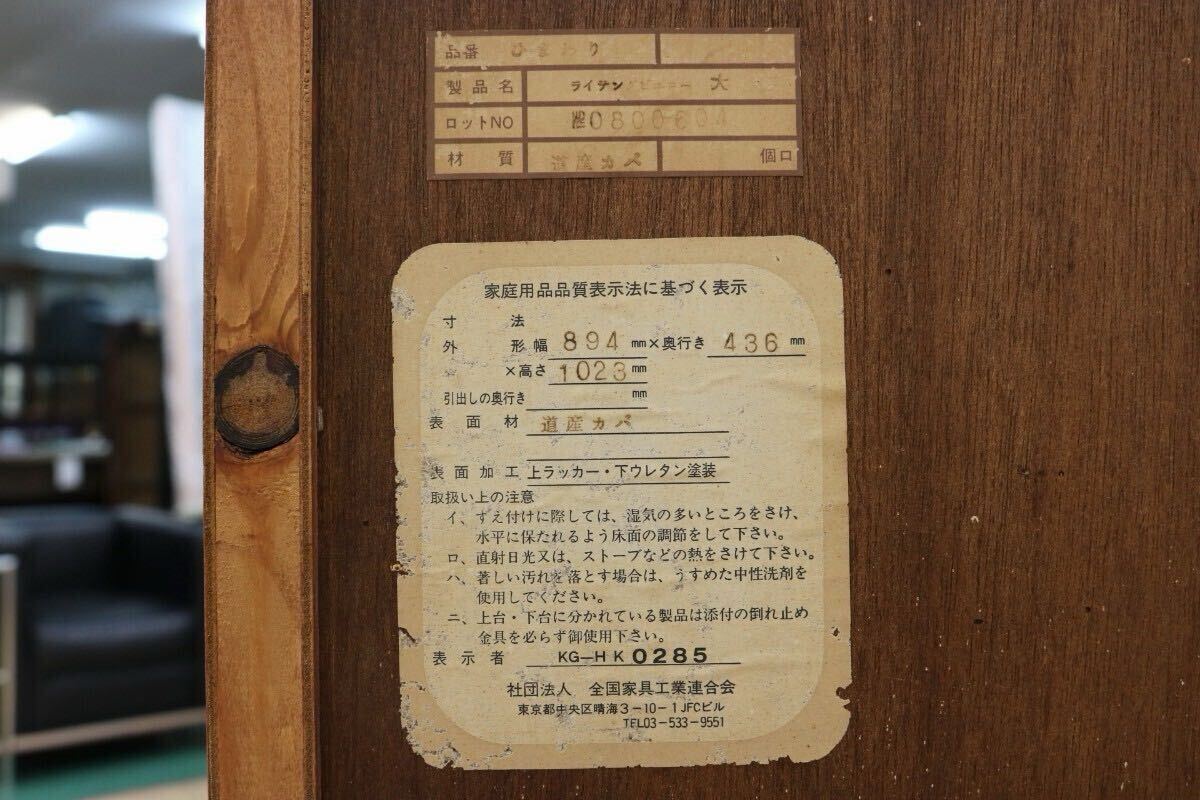 品番 ひまわり
製品名 ライサン 大
ロットNO 0800
材質 道産カバ 個口
家庭用品品質表示法に基づく表示
寸法
外形幅 894 mm×奥行き 436 mm
×高さ 1023 mm
引出しの奥行き mm
表面材 道産カバ
表面加工 上ラッカー・下ウレタン塗装
取扱い上の注意
イ、すえ付けに際しては、湿気の多いところをさけ、
水平に保たれるよう床面の調節をして下さい。
ロ、直射日光又は、ストーブなどの熱をさけて下さい。
ハ、著しい汚れを落とす場合は、うすめた中性洗剤を
使用してください。
ニ、上台・下台に分かれている製品は添付の倒れ止め
金具を必らず御使用下さい。
表示者 KG-HK 0285
社団法人 全国家具工業連合会
東京都中央区晴海3-10-1 JFCビル
TEL03-533-9551